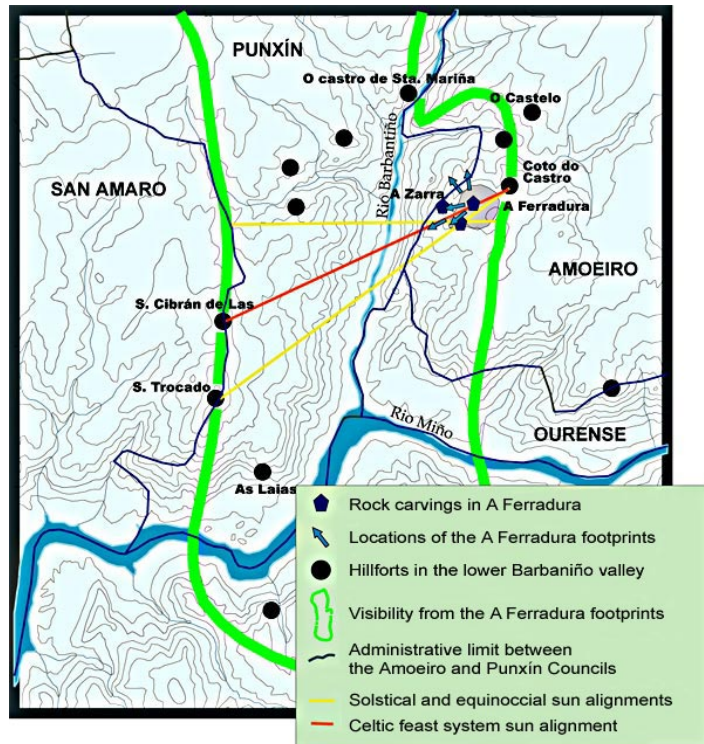 PUNXÍN
O castro de Sta. Mariña
O Castelo
Rio Barbantiño
Coto do
Castro
SAN AMARO
A Zarra
A Ferradura
AMOEIRO
S. Cibrán de Las
S. Trocado
Rio Miño
OURENSE
As Laias
Rock carvings in A Ferradura
Locations of the A Ferradura footprints
Hillforts in the lower Barbaniño valley
Visibility from the A Ferradura footprints
Administrative limit between
the Amoeiro and Punxín Councils
Solstical and equinoccial sun alignments
Celtic feast system sun alignment